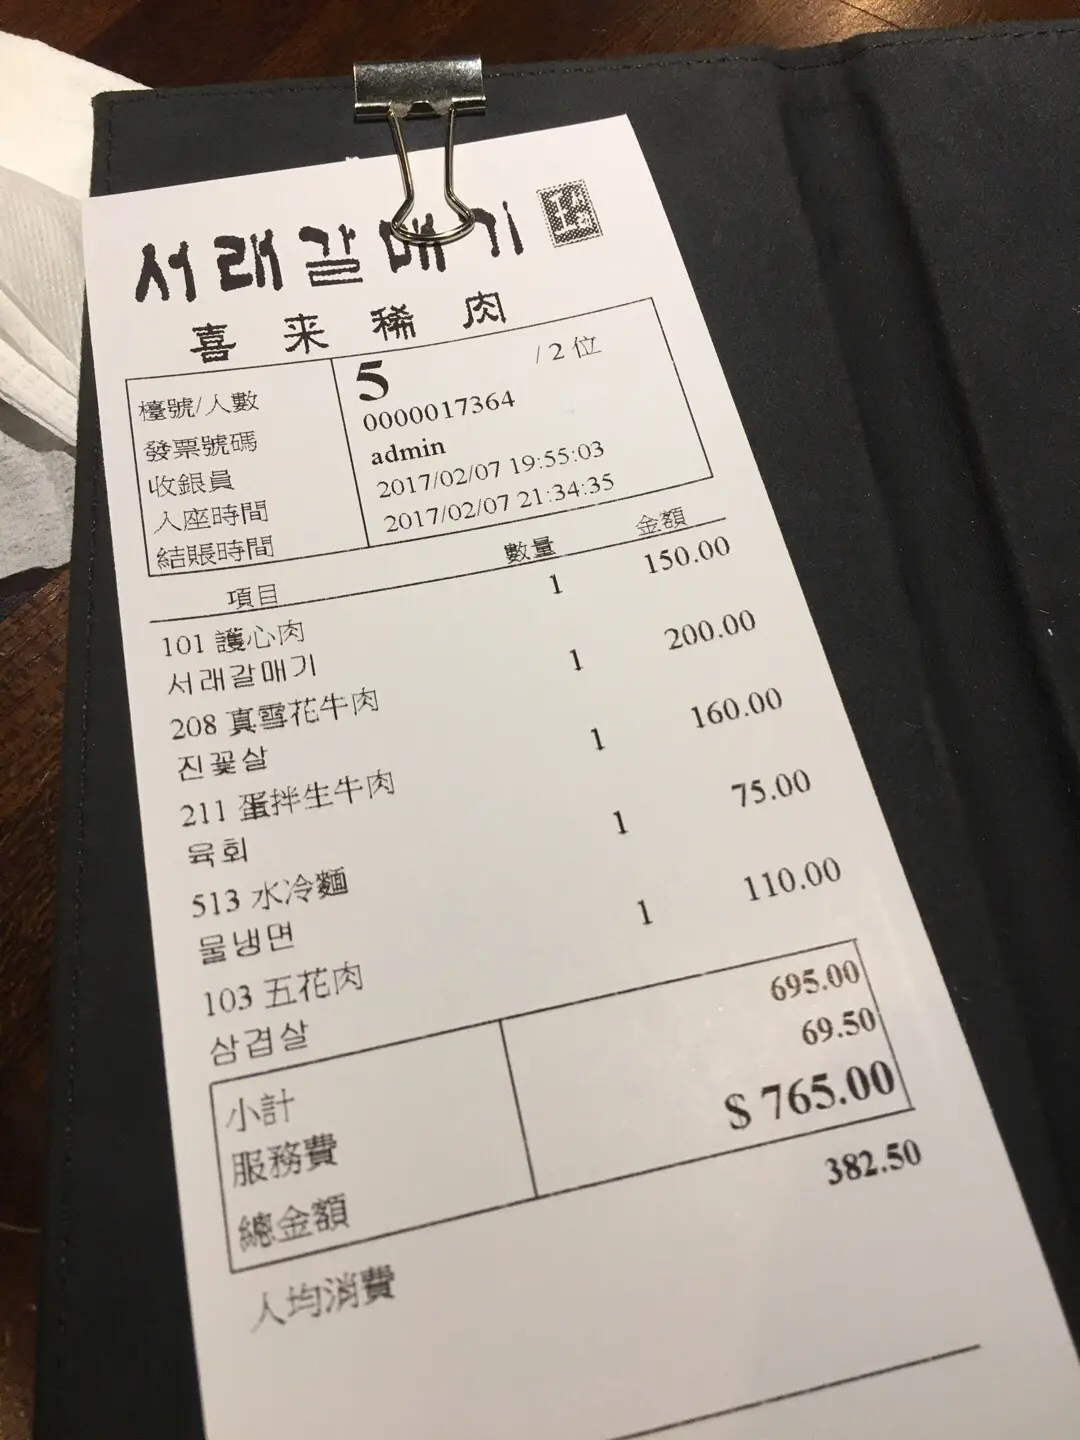 서래갈매기
喜来稀肉
檯號/人數 5 / 2 位
發票號碼 0000017364
收銀員 admin
入座時間 2017/02/07 19:55:03
結賬時間 2017/02/07 21:34:35
項目 數量 金額
101 護心肉 1 150.00
서래갈매기
208 真雪花牛肉 1 200.00
진꽃살
211 蛋拌生牛肉 1 160.00
육회
513 水冷麵 1 75.00
물냉면
103 五花肉 1 110.00
삼겹살
小計 695.00
服務費 69.50
總金額 $ 765.00
人均消費 382.50